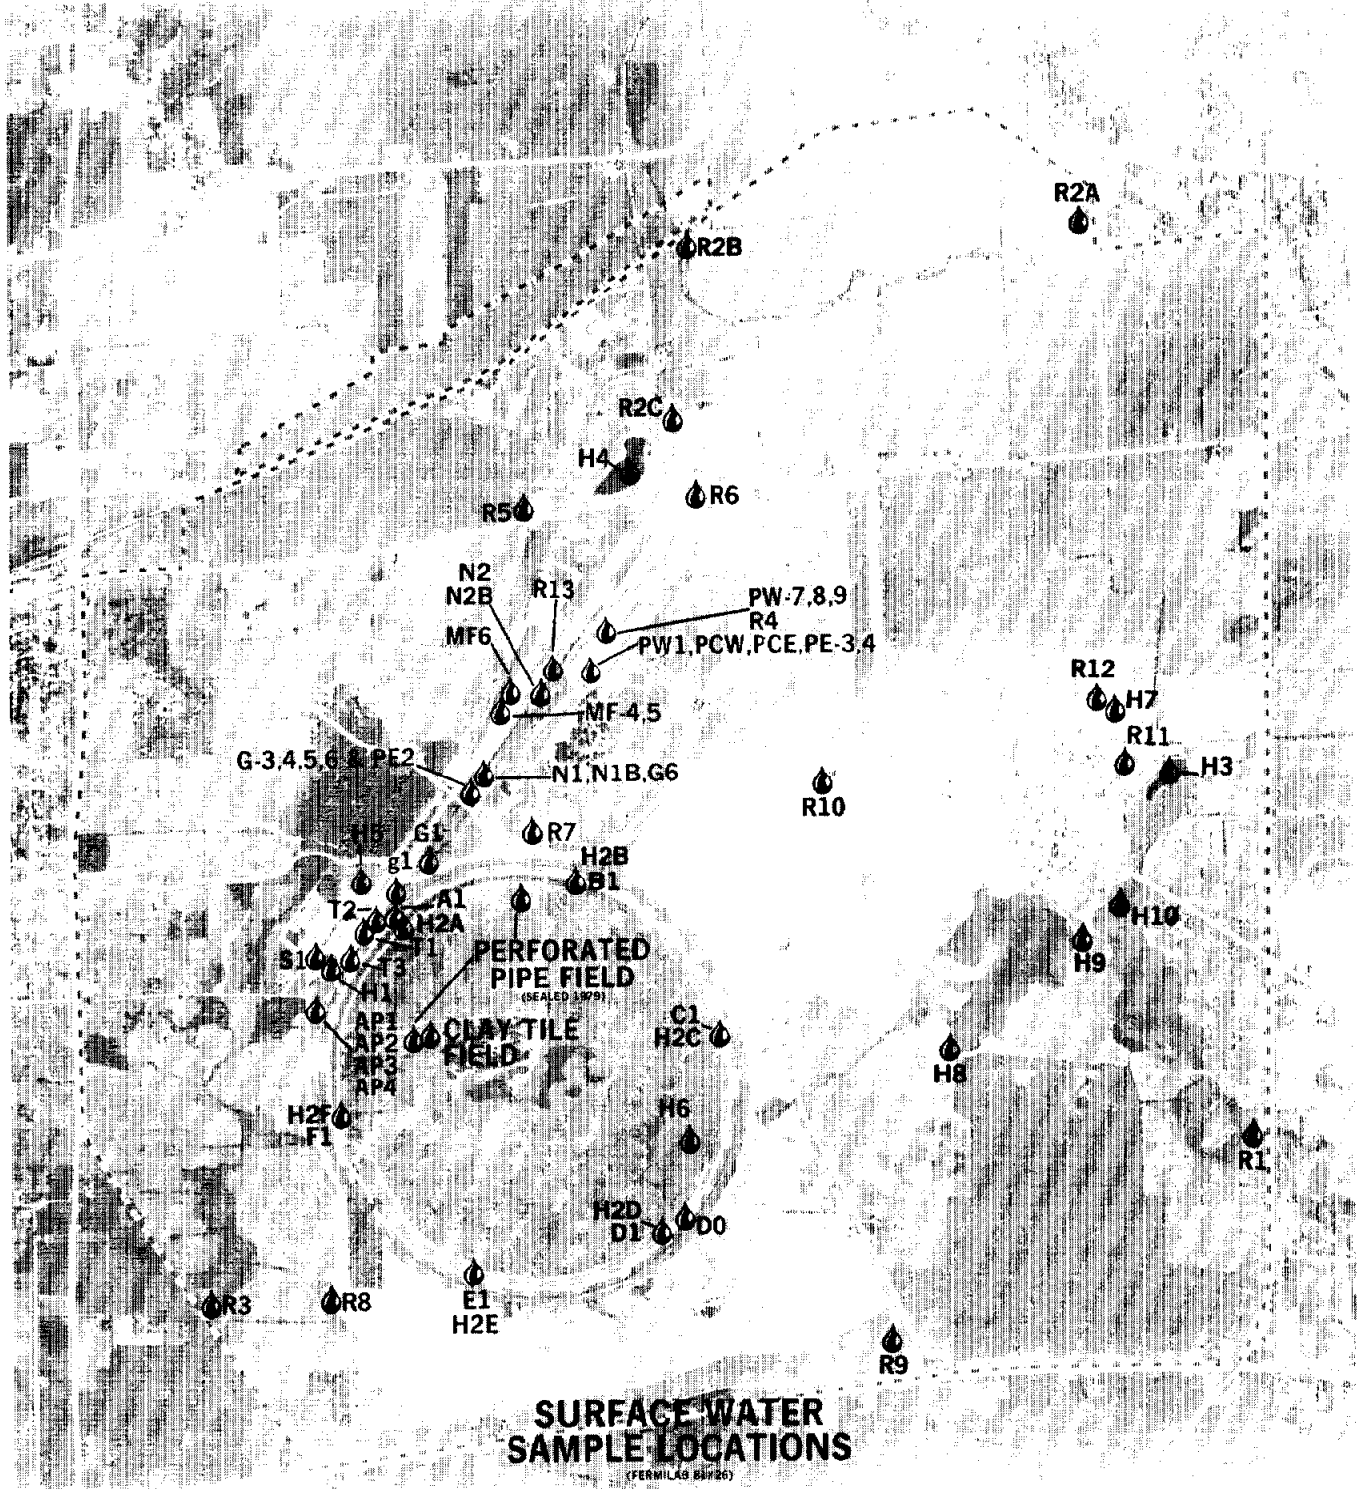 R2A
R2B
R2C
H4
R6
R5
N2
N2B
R13
PW-7,8,9
R4
MF6
PW1,PCW,PCE,PE-3,4
R12
H7
MF-4,5
R11
G-3,4,5,6 & PE2
N1,N1B,G6
H3
R10
H5
G1
R7
g1
H2B
B1
T2
A1
H2A
T1
H10
PERFORATED
PIPE FIELD
(SEALED 1979)
S1
T3
H9
H1
AP1
AP2
AP3
AP4
CLAY TILE
FIELD
C1
H2C
H8
H2F
F1
H6
R1
H2D
D1
D0
E1
H2E
R3
R8
R9
SURFACE WATER
SAMPLE LOCATIONS
(FERMILAB